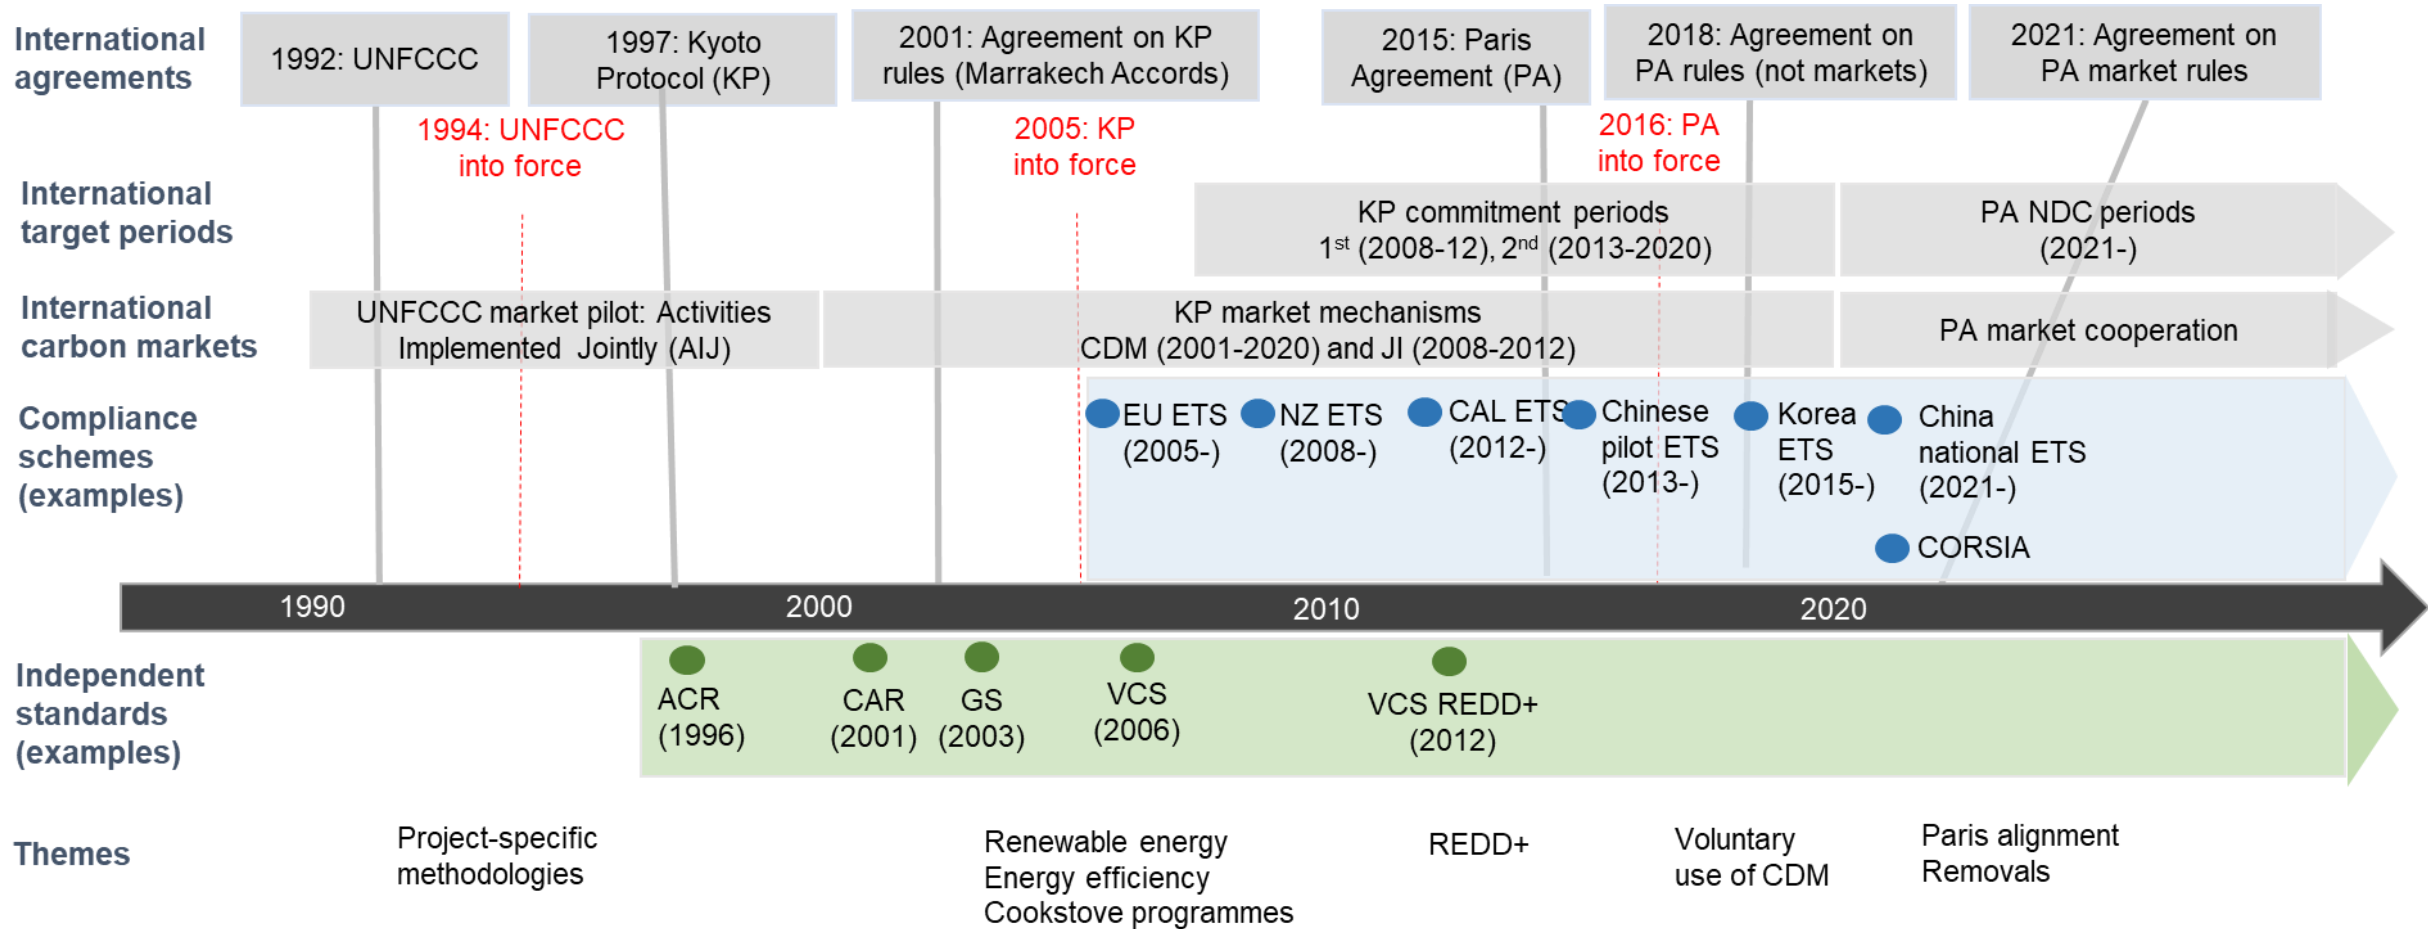 International
agreements
1992: UNFCCC
1997: Kyoto
Protocol (KP)
2001: Agreement on KP
rules (Marrakech Accords)
2015: Paris
Agreement (PA)
2018: Agreement on
PA rules (not markets)
2021: Agreement on
PA market rules
1994: UNFCCC
into force
2005: KP
into force
2016: PA
into force
International
target periods
KP commitment periods
1st (2008-12), 2nd (2013-2020)
PA NDC periods
(2021-)
International
carbon markets
UNFCCC market pilot: Activities
Implemented Jointly (AIJ)
KP market mechanisms
CDM (2001-2020) and JI (2008-2012)
PA market cooperation
Compliance
schemes
(examples)
EU ETS
(2005-)
NZ ETS
(2008-)
CAL ETS
(2012-)
Chinese
pilot ETS
(2013-)
Korea
ETS
(2015-)
China
national ETS
(2021-)
CORSIA
1990
2000
2010
2020
Independent
standards
(examples)
ACR
(1996)
CAR
(2001)
GS
(2003)
VCS
(2006)
VCS REDD+
(2012)
Themes
Project-specific
methodologies
Renewable energy
Energy efficiency
Cookstove programmes
REDD+
Voluntary
use of CDM
Paris alignment
Removals